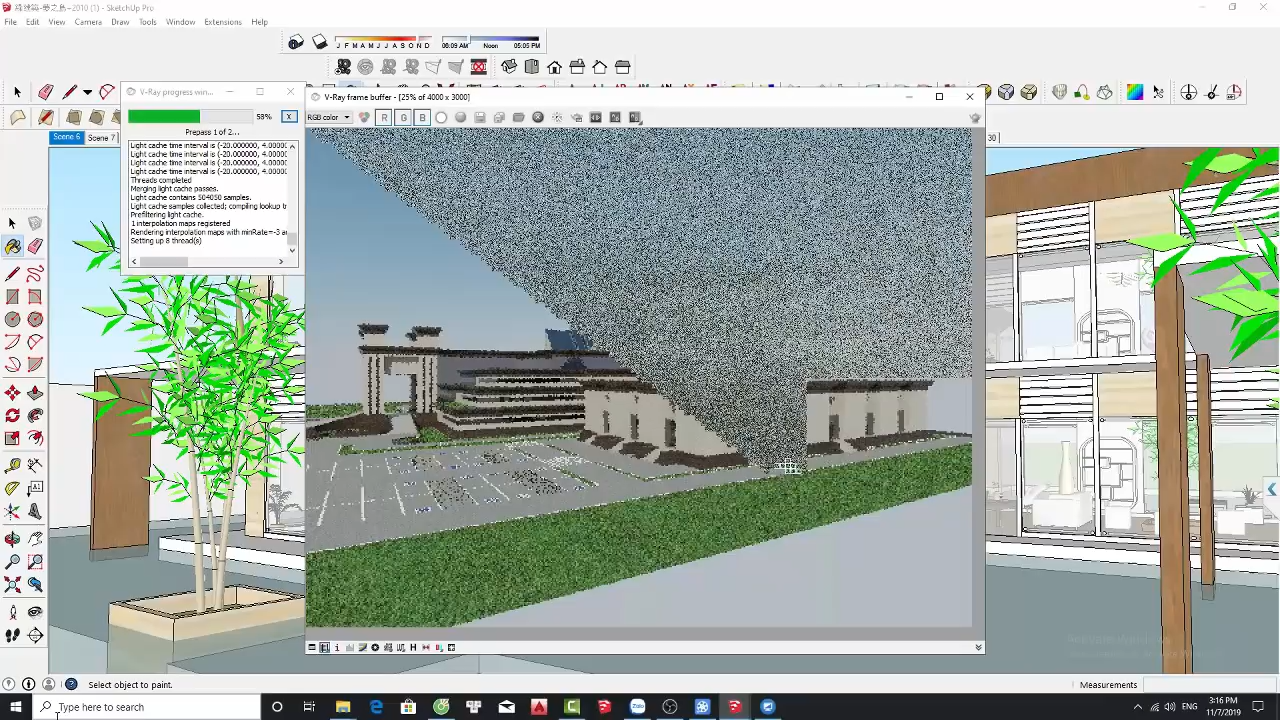 -2010 (1) - SketchUp Pro
File Edit View Camera Draw Tools Window Extensions Help
J F M A M J J A S O N D
06:09 AM Noon 05:05 PM
V-Ray progress win...
58%
X
Prepass 1 of 2...
V-Ray frame buffer - [25% of 4000 x 3000]
RGB color
R G B
Scene 6 Scene 7
30
Light cache time interval is (-20.000000, 4.00000
Light cache time interval is (-20.000000, 4.00000
Light cache time interval is (-20.000000, 4.00000
Light cache time interval is (-20.000000, 4.00000
Threads completed
Merging light cache passes.
Light cache contains 504050 samples.
Light cache samples collected; compiling lookup t
Prefiltering light cache.
1 interpolation maps registered
Rendering interpolation maps with minRate=-3 a
Setting up 8 thread(s)
A1
i
H
Select object to paint.
Measurements
Type here to search
Zalo
ENG
3:16 PM
11/7/2019